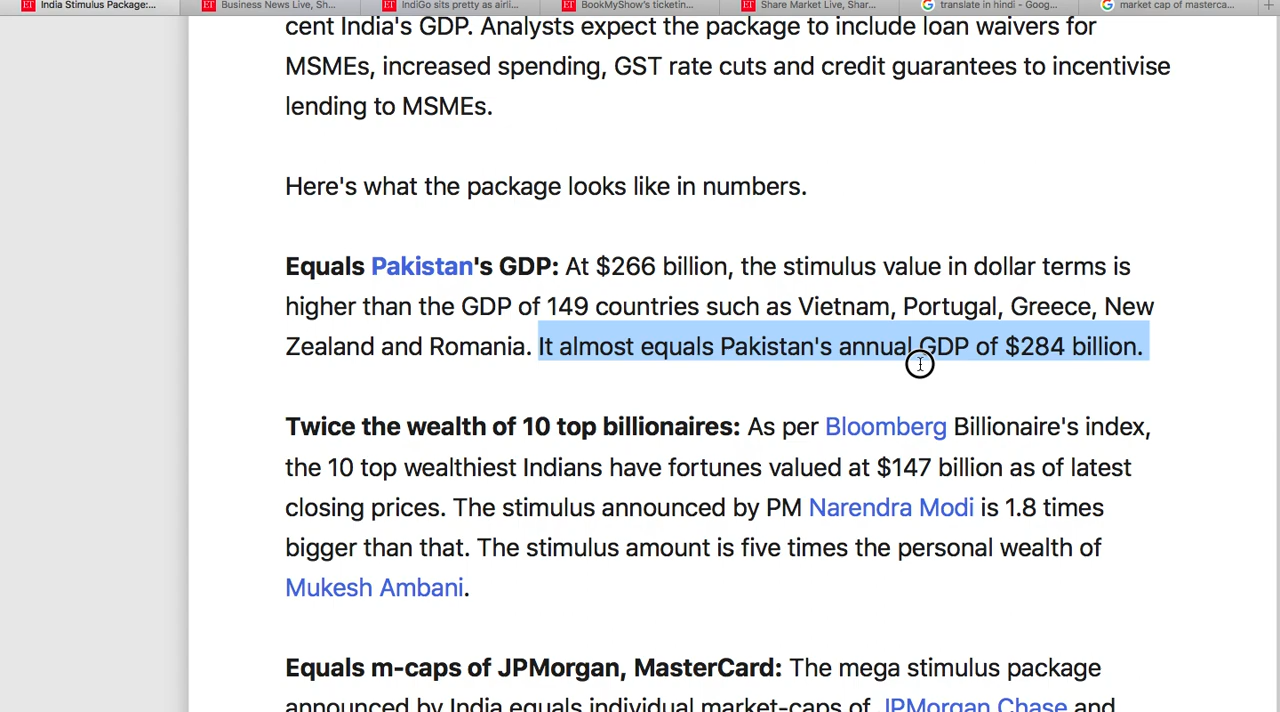 India Stimulus Package:...
Business News Live, Sh...
IndiGo sits pretty as airli...
BookMyShow's ticketin...
Share Market Live, Shar...
translate in hindi - Goog...
market cap of masterca...
cent India's GDP. Analysts expect the package to include loan waivers for
MSMEs, increased spending, GST rate cuts and credit guarantees to incentivise
lending to MSMEs.
Here's what the package looks like in numbers.
Equals Pakistan's GDP: At $266 billion, the stimulus value in dollar terms is
higher than the GDP of 149 countries such as Vietnam, Portugal, Greece, New
Zealand and Romania. It almost equals Pakistan's annual GDP of $284 billion.
Twice the wealth of 10 top billionaires: As per Bloomberg Billionaire's index,
the 10 top wealthiest Indians have fortunes valued at $147 billion as of latest
closing prices. The stimulus announced by PM Narendra Modi is 1.8 times
bigger than that. The stimulus amount is five times the personal wealth of
Mukesh Ambani.
Equals m-caps of JPMorgan, MasterCard: The mega stimulus package
announced by India equals individual market-caps of JPMorgan Chase and